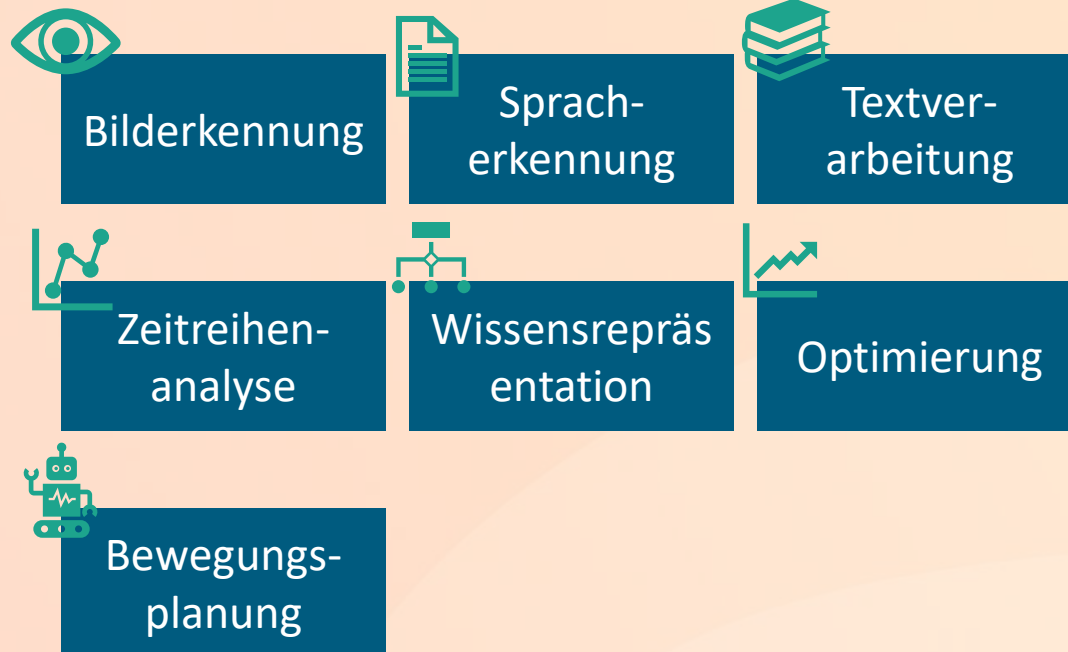 Bilderkennung
Sprach-
erkennung
Textver-
arbeitung
Zeitreihen-
analyse
Wissensrepräs
entation
Optimierung
Bewegungs-
planung